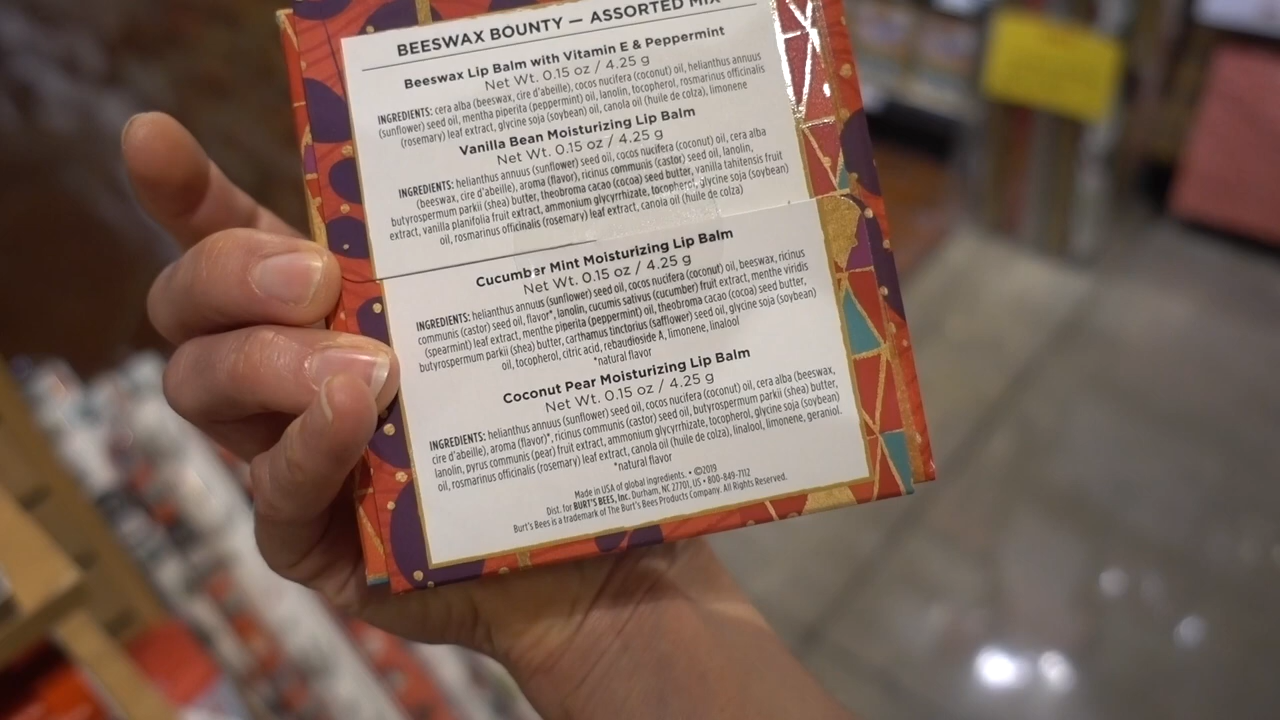 BEESWAX BOUNTY — ASSORTED MIX
Beeswax Lip Balm with Vitamin E & Peppermint
Net Wt. 0.15 oz / 4.25 g
INGREDIENTS: cera alba (beeswax, cire d'abeille), cocos nucifera (coconut) oil, helianthus annuus
(sunflower) seed oil, mentha piperita (peppermint) oil, lanolin, tocopherol, rosmarinus officinalis
(rosemary) leaf extract, glycine soja (soybean) oil, canola oil (huile de colza), limonene
Vanilla Bean Moisturizing Lip Balm
Net Wt. 0.15 oz / 4.25 g
INGREDIENTS: helianthus annuus (sunflower) seed oil, cocos nucifera (coconut) oil, cera alba
(beeswax, cire d'abeille), aroma (flavor), ricinus communis (castor) seed oil, lanolin,
butyrospermum parkii (shea) butter, theobroma cacao (cocoa) seed butter, vanilla tahitensis fruit
extract, vanilla planifolia fruit extract, ammonium glycyrrhizate, tocopherol, glycine soja (soybean)
oil, rosmarinus officinalis (rosemary) leaf extract, canola oil (huile de colza)
Cucumber Mint Moisturizing Lip Balm
Net Wt. 0.15 oz / 4.25 g
INGREDIENTS: helianthus annuus (sunflower) seed oil, cocos nucifera (coconut) oil, beeswax, ricinus
communis (castor) seed oil, flavor*, lanolin, cucumis sativus (cucumber) fruit extract, menthe viridis
(spearmint) leaf extract, menthe piperita (peppermint) oil, theobroma cacao (cocoa) seed butter,
butyrospermum parkii (shea) butter, carthamus tinctorius (safflower) seed oil, glycine soja (soybean)
oil, tocopherol, citric acid, rebaudioside A, limonene, linalool
*natural flavor
Coconut Pear Moisturizing Lip Balm
Net Wt. 0.15 oz / 4.25 g
INGREDIENTS: helianthus annuus (sunflower) seed oil, cocos nucifera (coconut) oil, cera alba (beeswax,
cire d'abeille), aroma (flavor)*, ricinus communis (castor) seed oil, butyrospermum parkii (shea) butter,
lanolin, pyrus communis (pear) fruit extract, ammonium glycyrrhizate, tocopherol, glycine soja (soybean)
oil, rosmarinus officinalis (rosemary) leaf extract, canola oil (huile de colza), linalool, limonene, geraniol.
*natural flavor
Made in USA of global ingredients. • ©2019
Dist. for BURT'S BEES, Inc. Durham, NC 27701, US • 800-849-7112
Burt's Bees is a trademark of The Burt's Bees Products Company. All Rights Reserved.